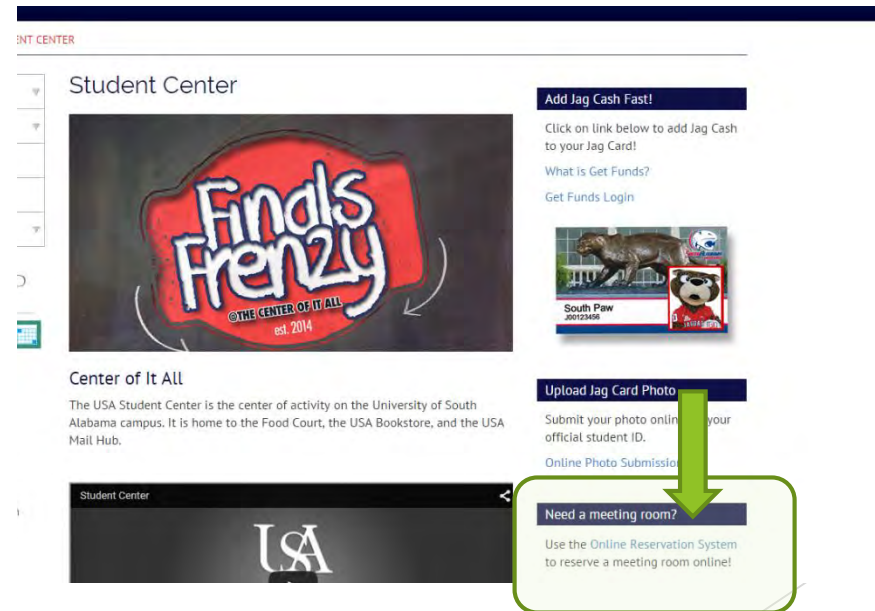 ENT CENTER
Student Center
Finals
Frenzy
@THE CENTER OF IT ALL
est. 2014
Center of It All
The USA Student Center is the center of activity on the University of South
Alabama campus. It is home to the Food Court, the USA Bookstore, and the USA
Mail Hub.
Student Center
USA
Add Jag Cash Fast!
Click on link below to add Jag Cash
to your Jag Card!
What is Get Funds?
Get Funds Login
South Paw
J00123456
Upload Jag Card Photo
Submit your photo online your
official student ID.
Online Photo Submission
Need a meeting room?
Use the Online Reservation System
to reserve a meeting room online!